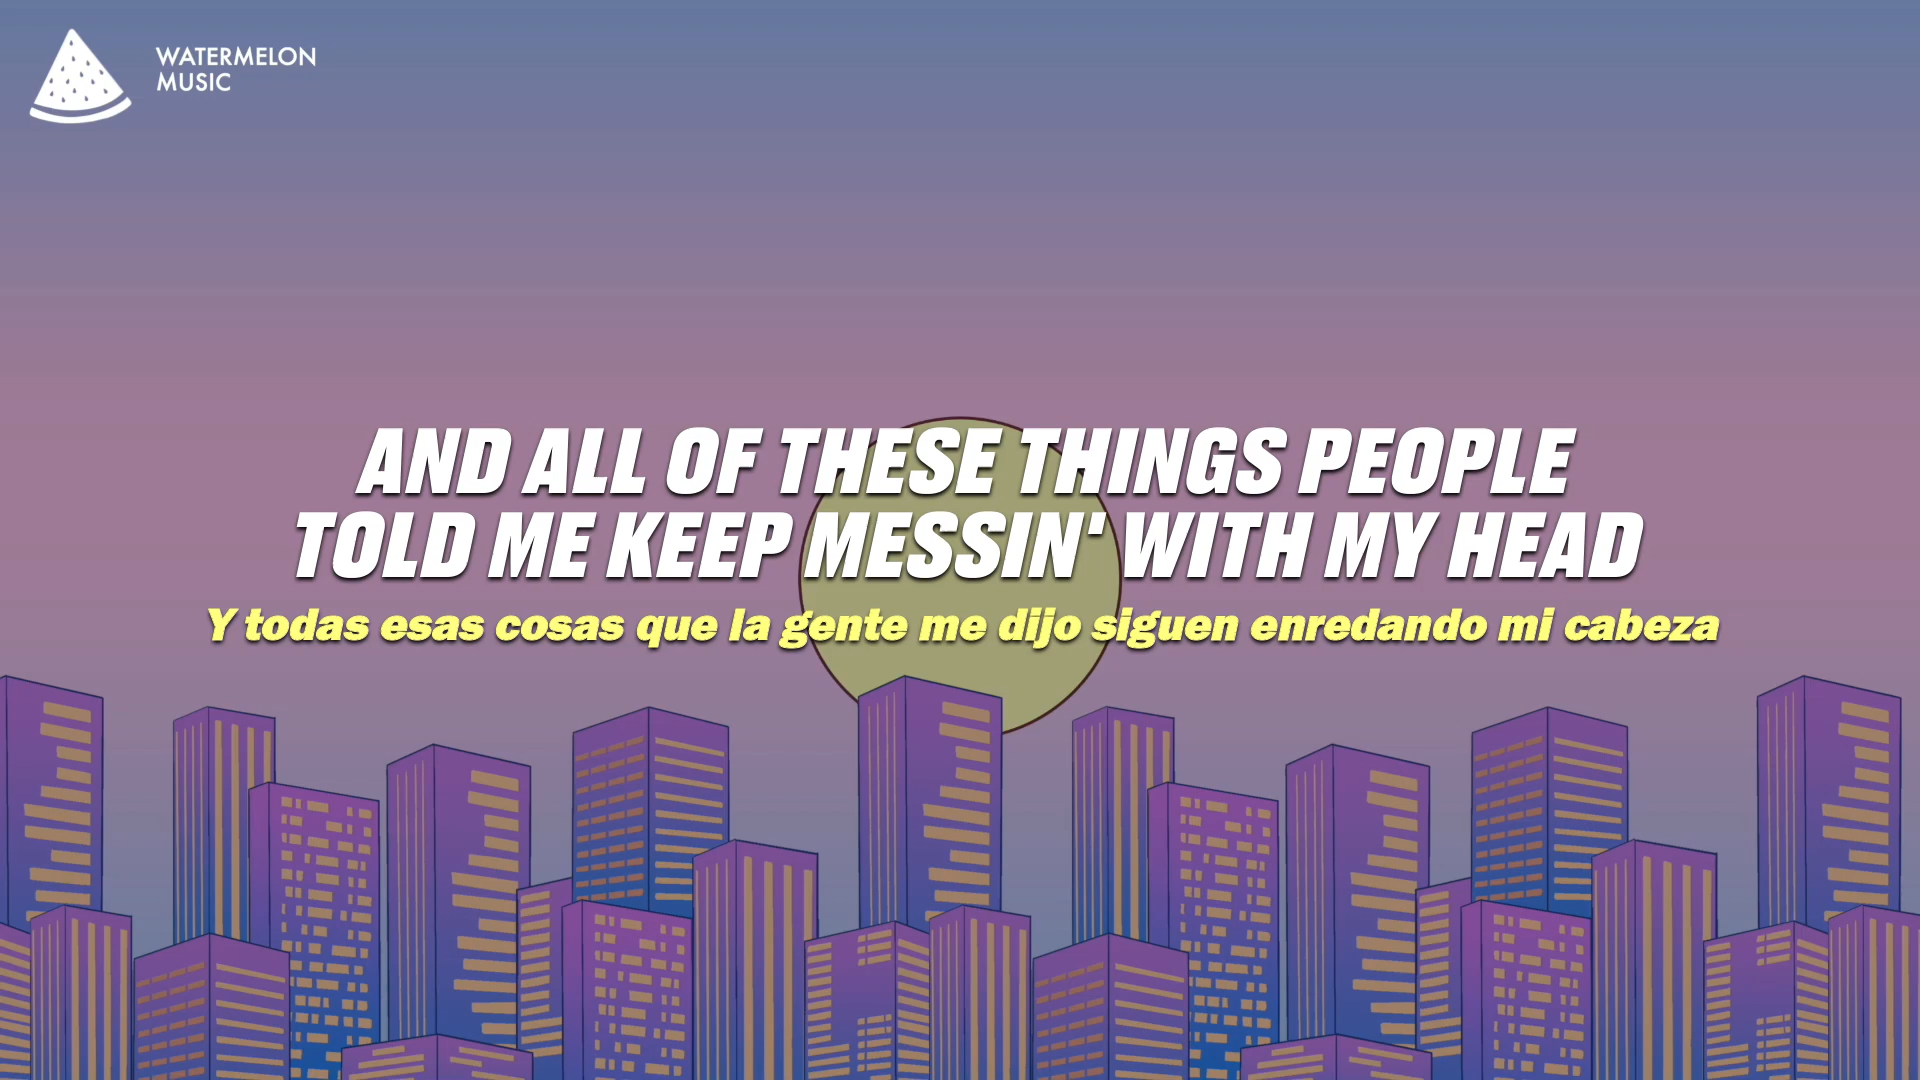 WATERMELON
MUSIC
AND ALL OF THESE THINGS PEOPLE
TOLD ME KEEP MESSIN' WITH MY HEAD
Y todas esas cosas que la gente me dijo siguen enredando mi cabeza